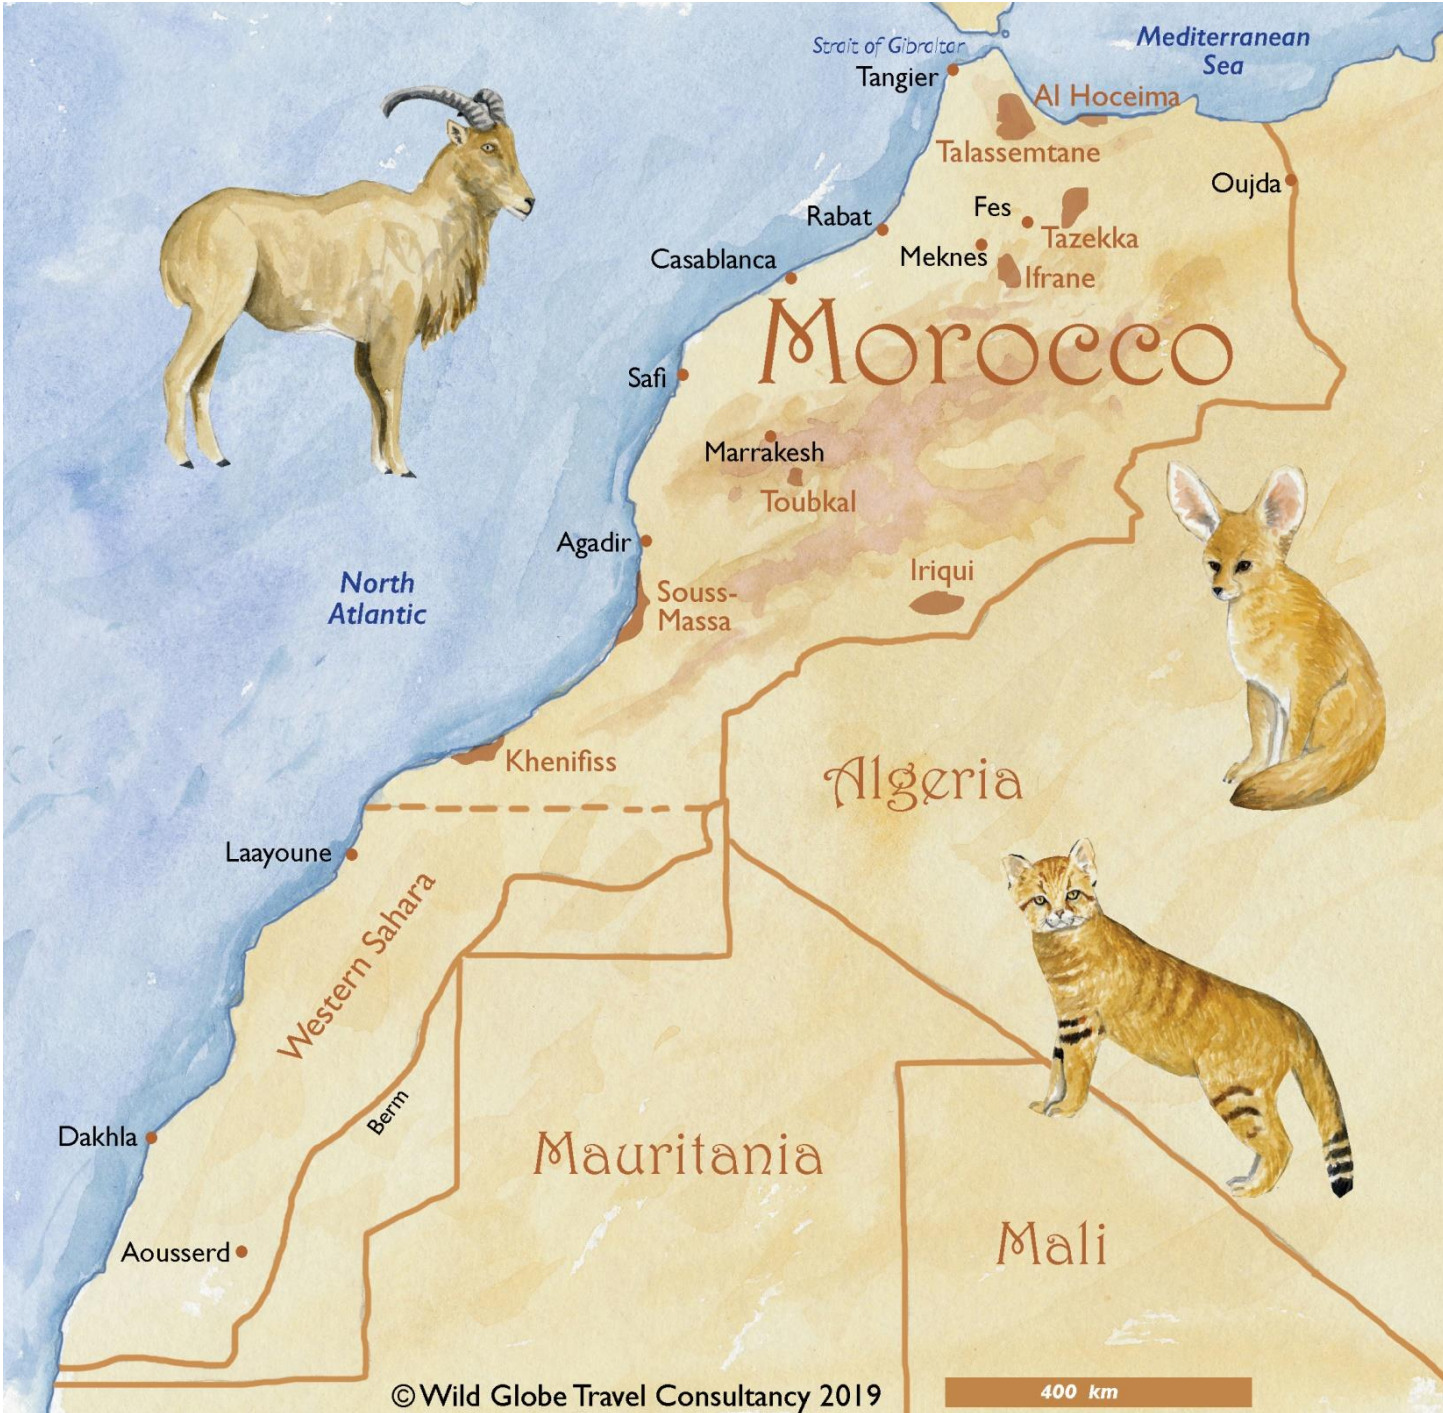 Strait of Gibraltar
Mediterranean
Sea
Tangier
Al Hoceima
Talassemtane
Oujda
Fes
Rabat
Tazekka
Meknes
Casablanca
Ifrane
Morocco
Safi
Marrakesh
Toubkal
Agadir
Iriqui
North
Atlantic
Souss-
Massa
Khenifiss
Algeria
Laayoune
Western Sahara
Berm
Dakhla
Mauritania
Mali
Aousserd
© Wild Globe Travel Consultancy 2019
400 km